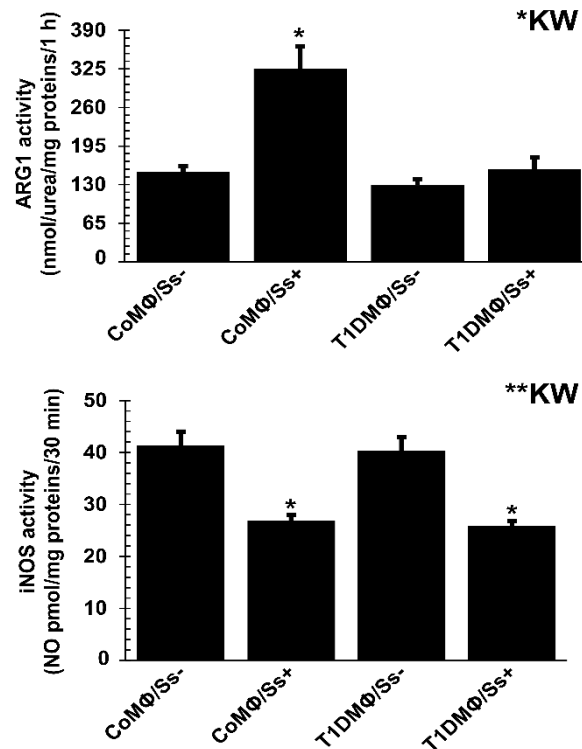 *KW
ARG1 activity
(nmol/urea/mg proteins/1 h)
390
325
260
195
130
65
0
*
CoMΦ/Ss-
CoMΦ/Ss+
T1DMΦ/Ss-
T1DMΦ/Ss+
**KW
iNOS activity
(NO pmol/mg proteins/30 min)
50
40
30
20
10
0
*
*
CoMΦ/Ss-
CoMΦ/Ss+
T1DMΦ/Ss-
T1DMΦ/Ss+